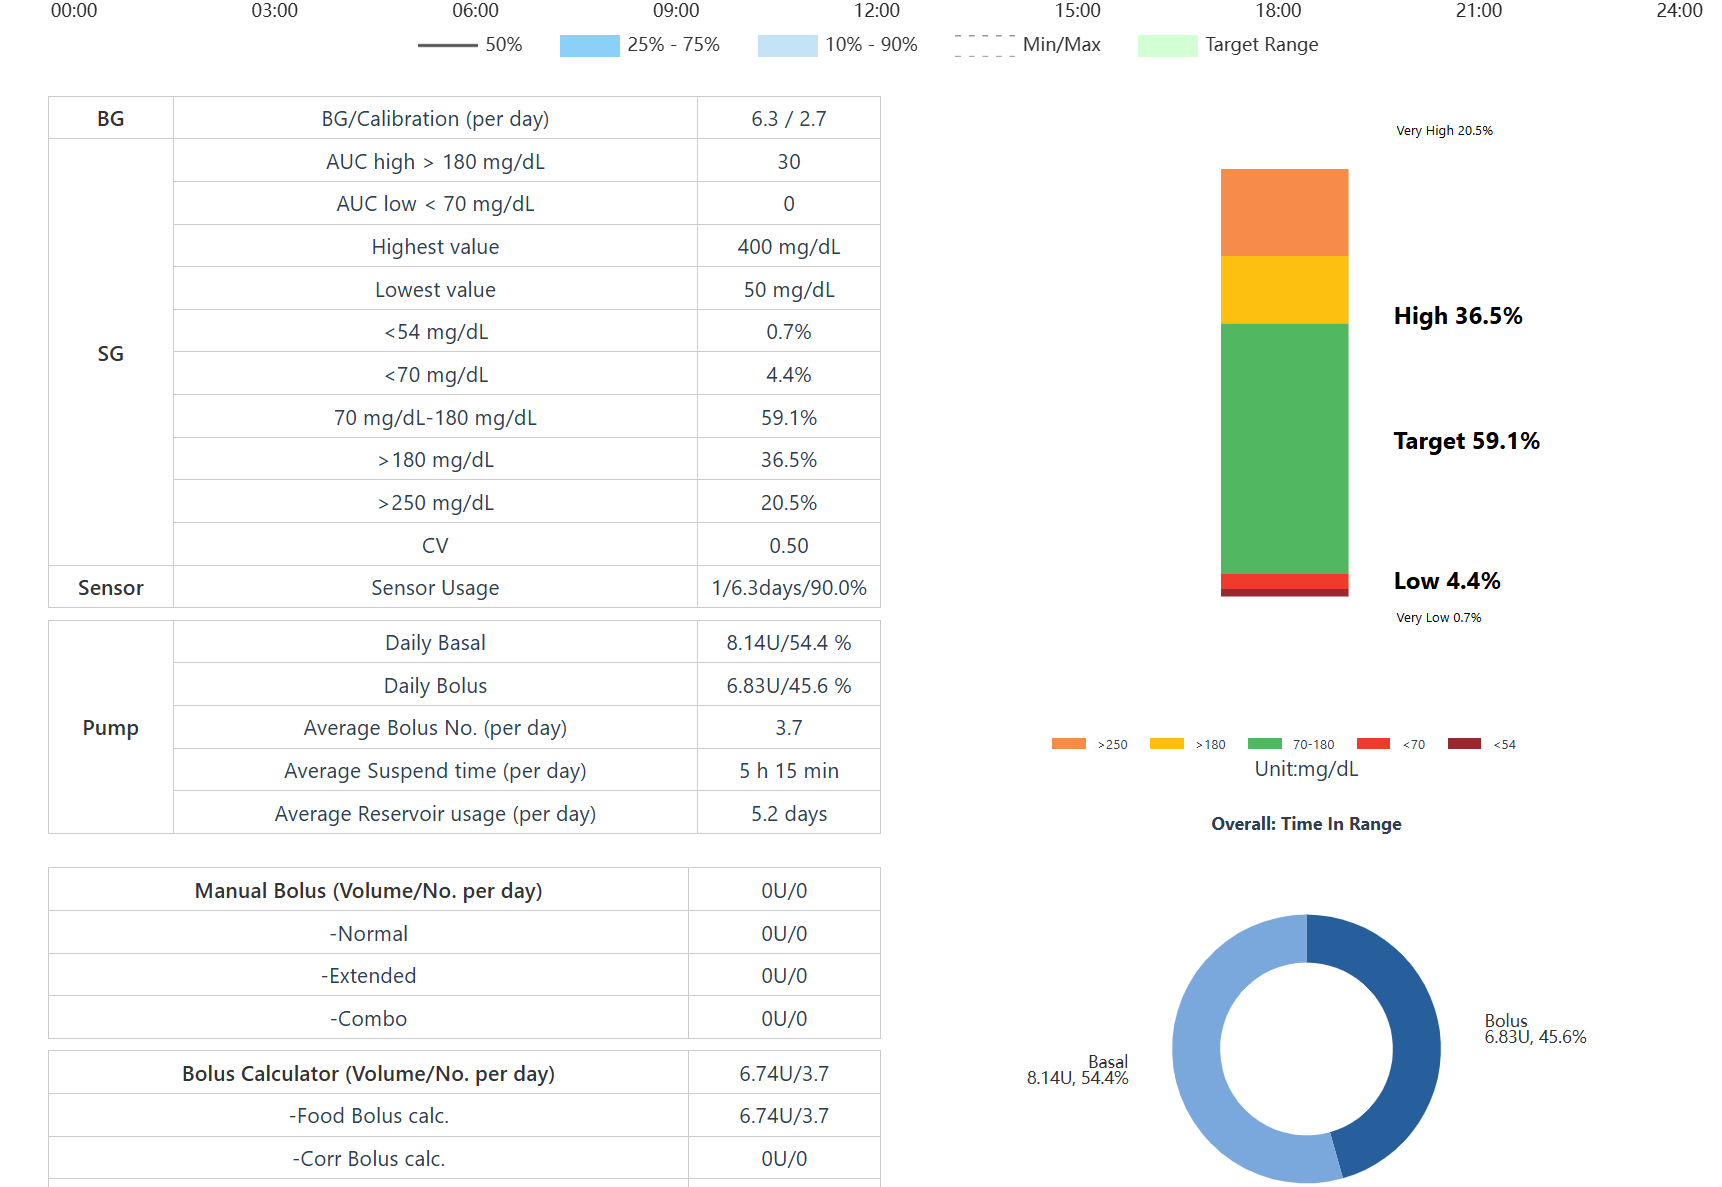 00:00 03:00 06:00 09:00 12:00 15:00 18:00 21:00 24:00
50% 25% - 75% 10% - 90% Min/Max Target Range
BG BG/Calibration (per day) 6.3 / 2.7
SG
AUC high > 180 mg/dL 30
AUC low < 70 mg/dL 0
Highest value 400 mg/dL
Lowest value 50 mg/dL
<54 mg/dL 0.7%
<70 mg/dL 4.4%
70 mg/dL-180 mg/dL 59.1%
>180 mg/dL 36.5%
>250 mg/dL 20.5%
CV 0.50
Sensor Sensor Usage 1/6.3days/90.0%
Pump
Daily Basal 8.14U/54.4 %
Daily Bolus 6.83U/45.6 %
Average Bolus No. (per day) 3.7
Average Suspend time (per day) 5 h 15 min
Average Reservoir usage (per day) 5.2 days
Manual Bolus (Volume/No. per day) 0U/0
-Normal 0U/0
-Extended 0U/0
-Combo 0U/0
Bolus Calculator (Volume/No. per day) 6.74U/3.7
-Food Bolus calc. 6.74U/3.7
-Corr Bolus calc. 0U/0
Very High 20.5%
High 36.5%
Target 59.1%
Low 4.4%
Very Low 0.7%
>250 >180 70-180 <70 <54
Unit:mg/dL
Overall: Time In Range
Bolus
6.83U, 45.6%
Basal
8.14U, 54.4%